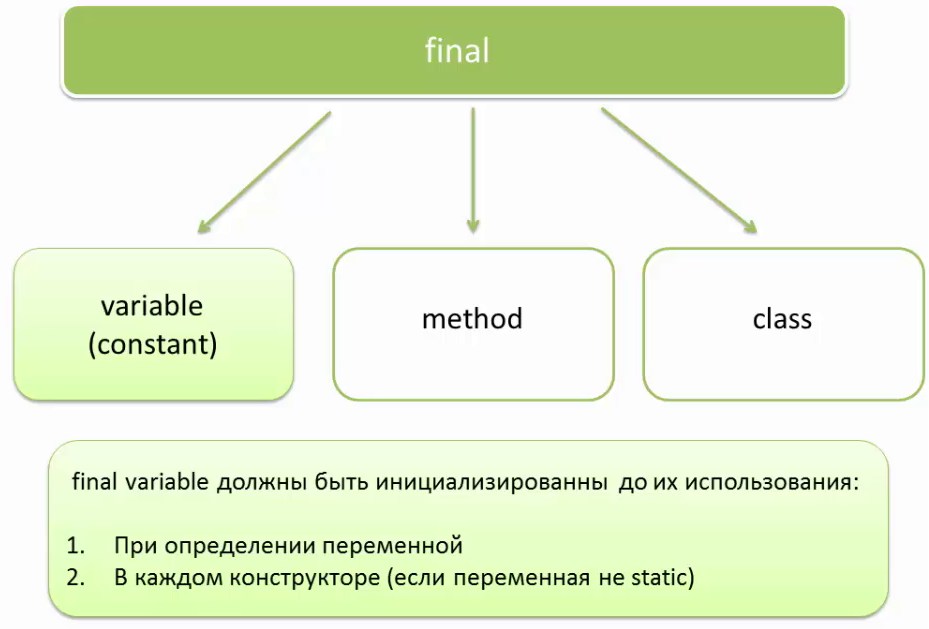 final
variable
(constant)
method
class
final variable должны быть инициализированны до их использования:
1. При определении переменной
2. В каждом конструкторе (если переменная не static)